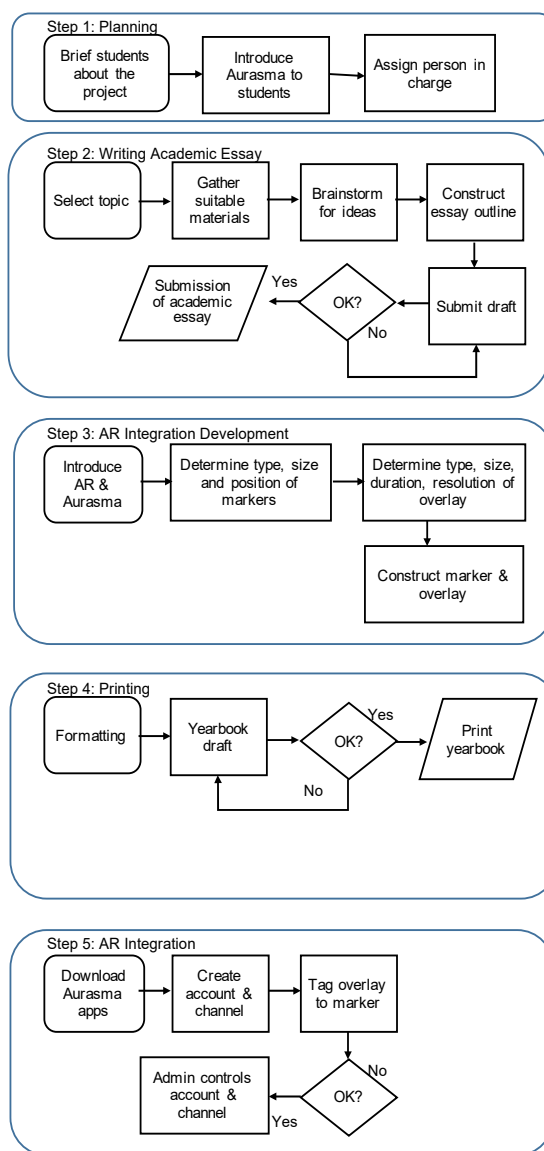 Step 1: Planning
Brief students
about the
project
Introduce
Aurasma to
students
Assign person in
charge
Step 2: Writing Academic Essay
Select topic
Gather
suitable
materials
Brainstorm
for ideas
Construct
essay outline
Submission
of academic
essay
Yes
OK?
No
Submit draft
Step 3: AR Integration Development
Introduce
AR &
Aurasma
Determine type, size
and position of
markers
Determine type, size,
duration, resolution of
overlay
Construct marker &
overlay
Step 4: Printing
Formatting
Yearbook
draft
OK?
Yes
No
Print
yearbook
Step 5: AR Integration
Download
Aurasma
apps
Create
account &
channel
Tag overlay
to marker
Admin controls
account &
channel
Yes
OK?
No